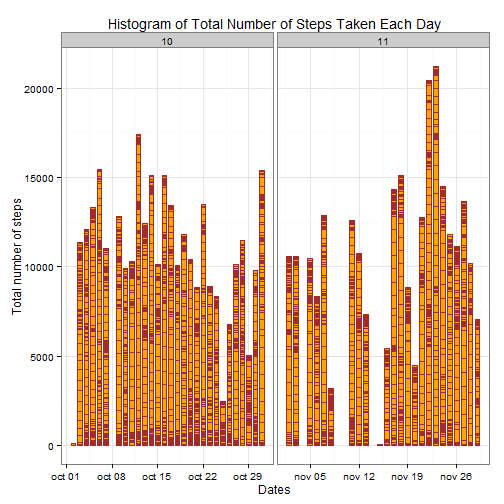 Histogram of Total Number of Steps Taken Each Day
10 11
Total number of steps
20000
15000
10000
5000
0
oct 01 oct 08 oct 15 oct 22 oct 29 nov 05 nov 12 nov 19 nov 26
Dates